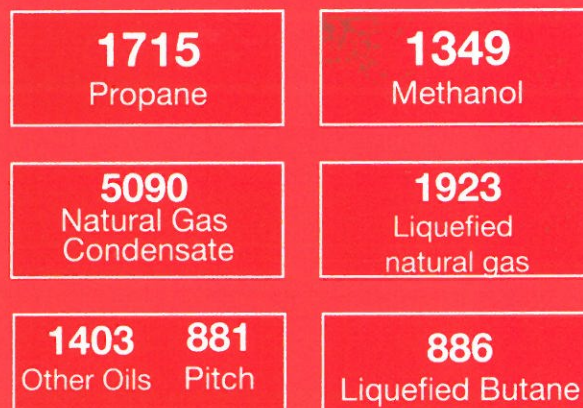 1715
Propane
1349
Methanol
5090
Natural Gas
Condensate
1923
Liquefied
natural gas
1403 881
Other Oils Pitch
886
Liquefied Butane